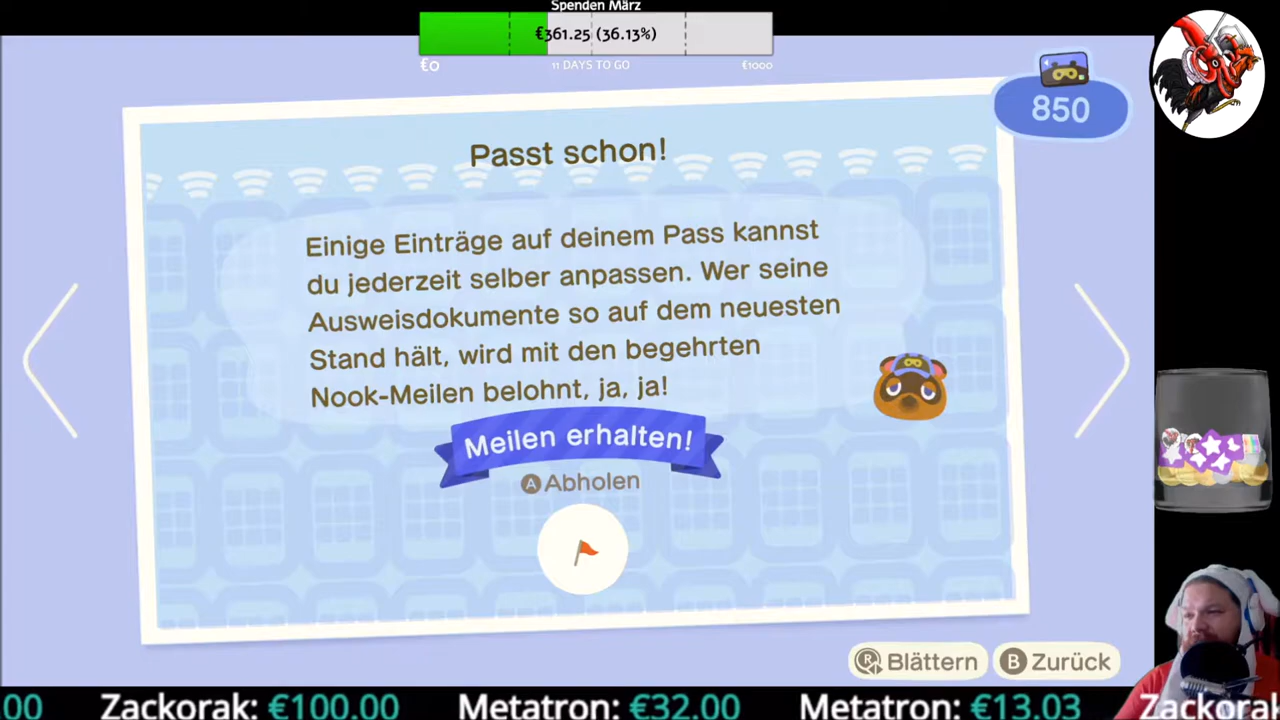 Spenden März
€361.25 (36.13%)
€0 11 DAYS TO GO €1000
850
Passt schon!
Einige Einträge auf deinem Pass kannst
du jederzeit selber anpassen. Wer seine
Ausweisdokumente so auf dem neuesten
Stand hält, wird mit den begehrten
Nook-Meilen belohnt, ja, ja!
Meilen erhalten!
A Abholen
R Blättern B Zurück
00 Zackorak: €100.00 Metatron: €32.00 Metatron: €13.03 Zackorak